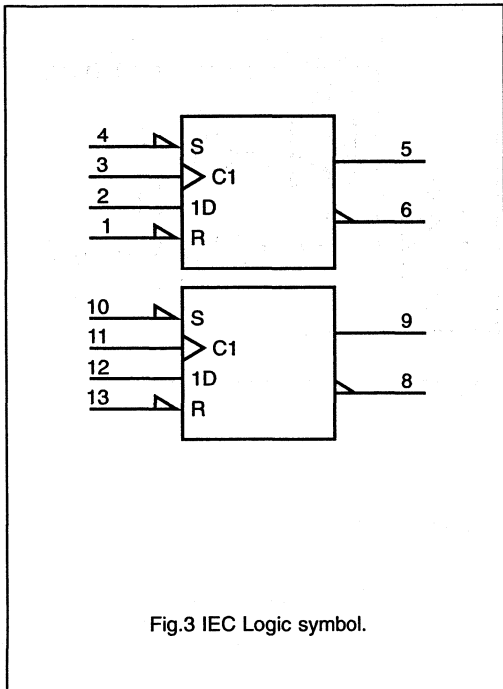 4 S 5
3 C1
2 1D 6
1 R
10 S 9
11 C1
12 1D 8
13 R
Fig.3 IEC Logic symbol.